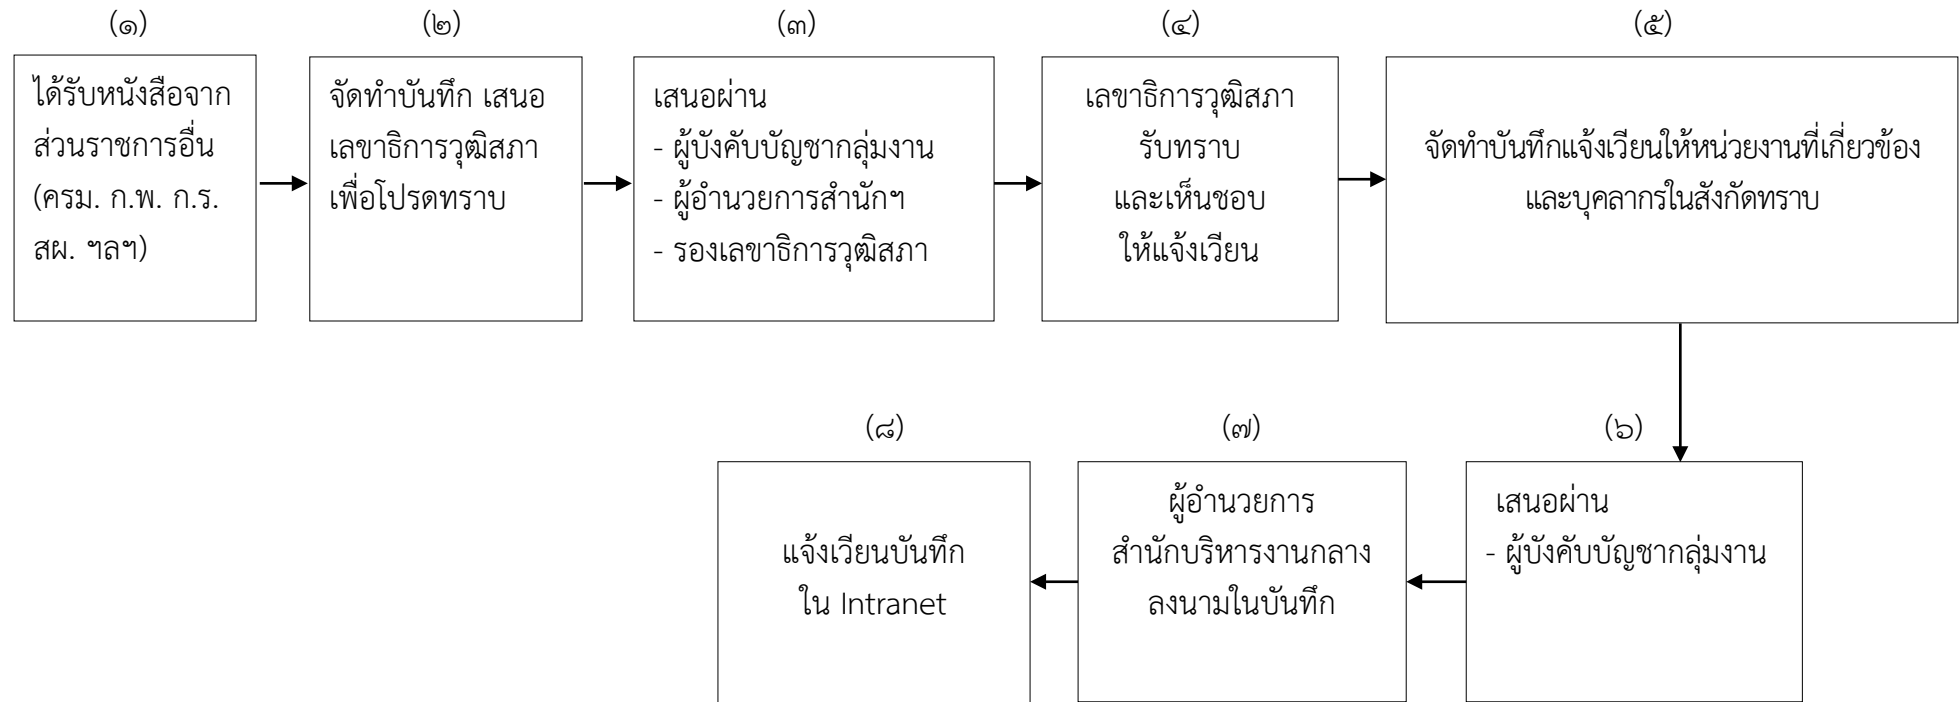 (๑)
ได้รับหนังสือจาก
ส่วนราชการอื่น
(ครม. ก.พ. ก.ร.
สผ. ฯลฯ)
(๒)
จัดทำบันทึก เสนอ
เลขาธิการวุฒิสภา
เพื่อโปรดทราบ
(๓)
เสนอผ่าน
- ผู้บังคับบัญชากลุ่มงาน
- ผู้อำนวยการสำนักฯ
- รองเลขาธิการวุฒิสภา
(๔)
เลขาธิการวุฒิสภา
รับทราบ
และเห็นชอบ
ให้แจ้งเวียน
(๕)
จัดทำบันทึกแจ้งเวียนให้หน่วยงานที่เกี่ยวข้อง
และบุคลากรในสังกัดทราบ
(๖)
เสนอผ่าน
- ผู้บังคับบัญชากลุ่มงาน
(๗)
ผู้อำนวยการ
สำนักบริหารงานกลาง
ลงนามในบันทึก
(๘)
แจ้งเวียนบันทึก
ใน Intranet